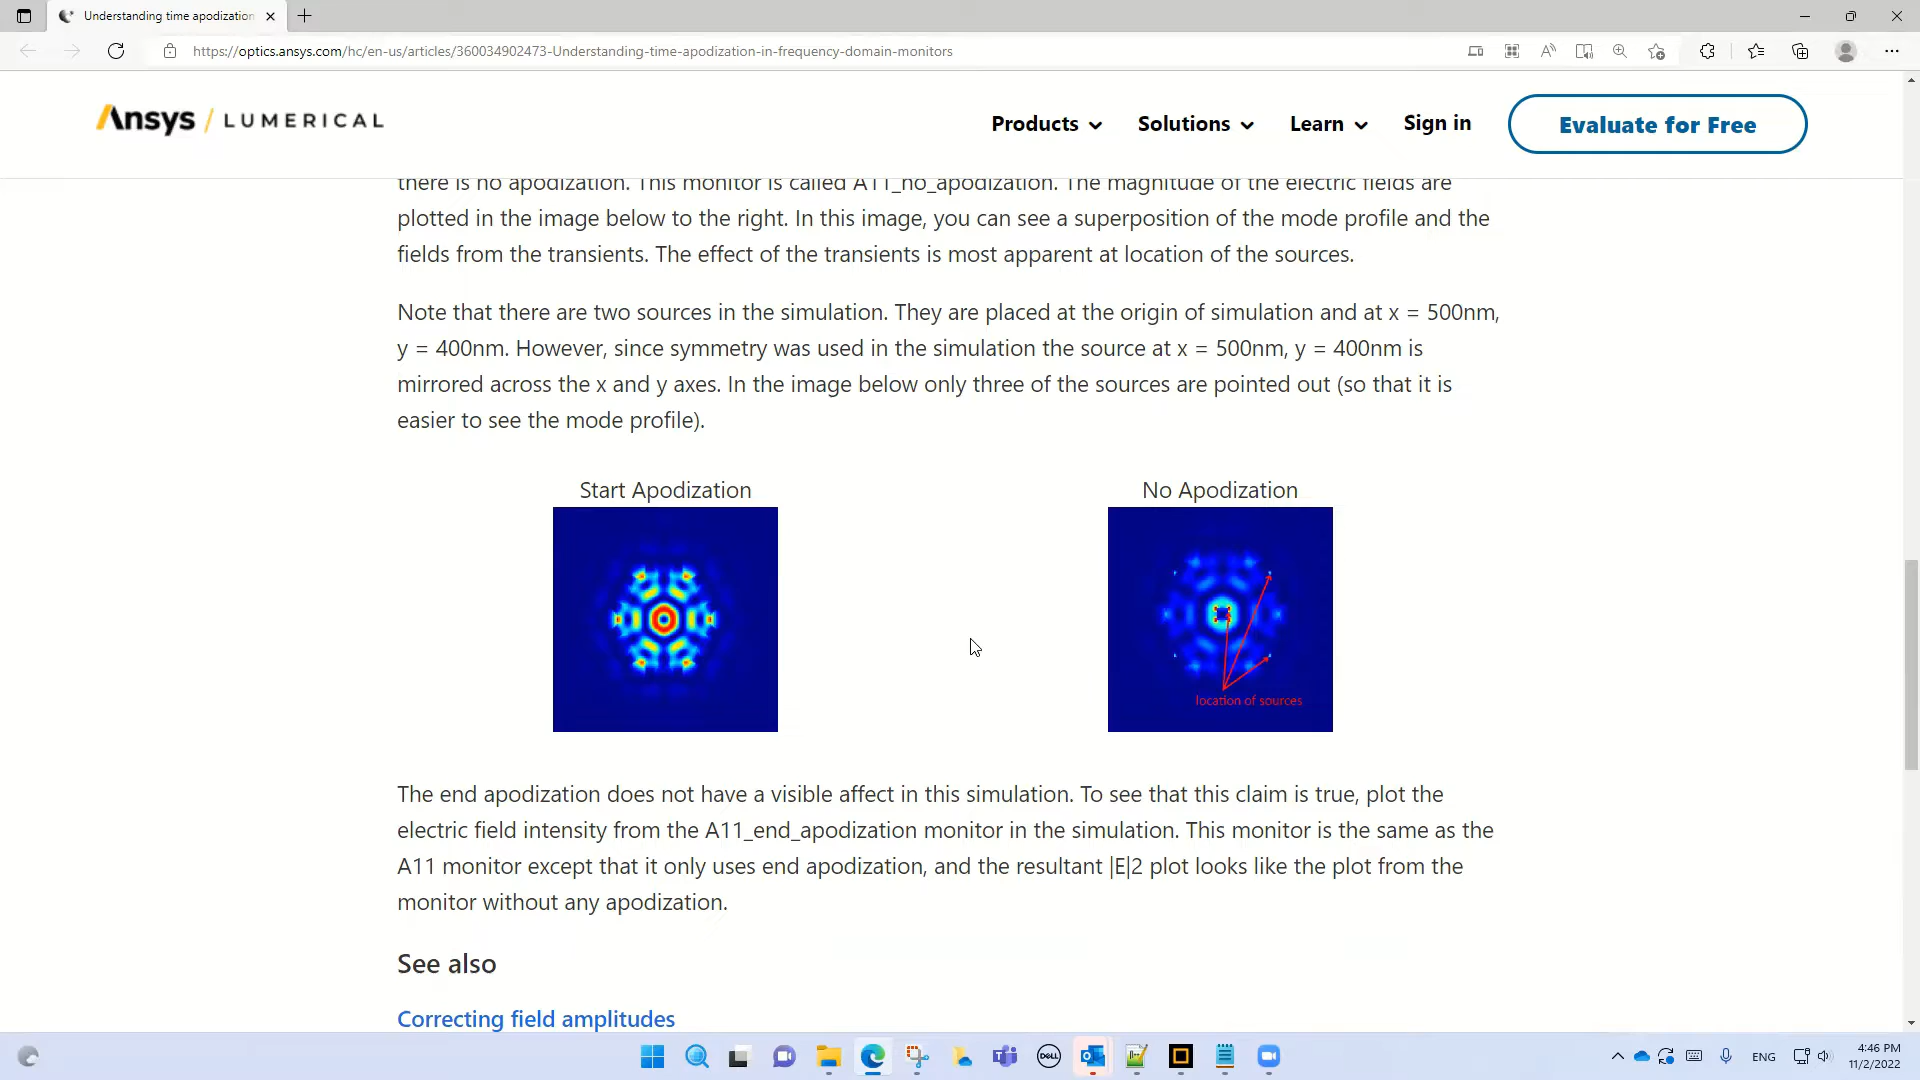 Understanding time apodization
https://optics.ansys.com/hc/en-us/articles/360034902473-Understanding-time-apodization-in-frequency-domain-monitors
Ansys / LUMERICAL
Products
Solutions
Learn
Sign in
Evaluate for Free
there is no apodization. This monitor is called A11_no_apodization. The magnitude of the electric fields are
plotted in the image below to the right. In this image, you can see a superposition of the mode profile and the
fields from the transients. The effect of the transients is most apparent at location of the sources.
Note that there are two sources in the simulation. They are placed at the origin of simulation and at x = 500nm,
y = 400nm. However, since symmetry was used in the simulation the source at x = 500nm, y = 400nm is
mirrored across the x and y axes. In the image below only three of the sources are pointed out (so that it is
easier to see the mode profile).
Start Apodization
No Apodization
location of sources
The end apodization does not have a visible affect in this simulation. To see that this claim is true, plot the
electric field intensity from the A11_end_apodization monitor in the simulation. This monitor is the same as the
A11 monitor except that it only uses end apodization, and the resultant |E|2 plot looks like the plot from the
monitor without any apodization.
See also
Correcting field amplitudes
DELL
ENG
4:46 PM
11/2/2022